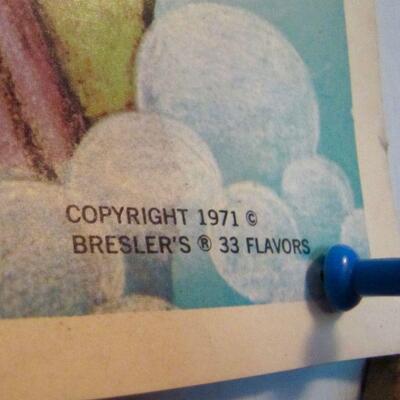 COPYRIGHT 1971 ©
BRESLER'S ® 33 FLAVORS